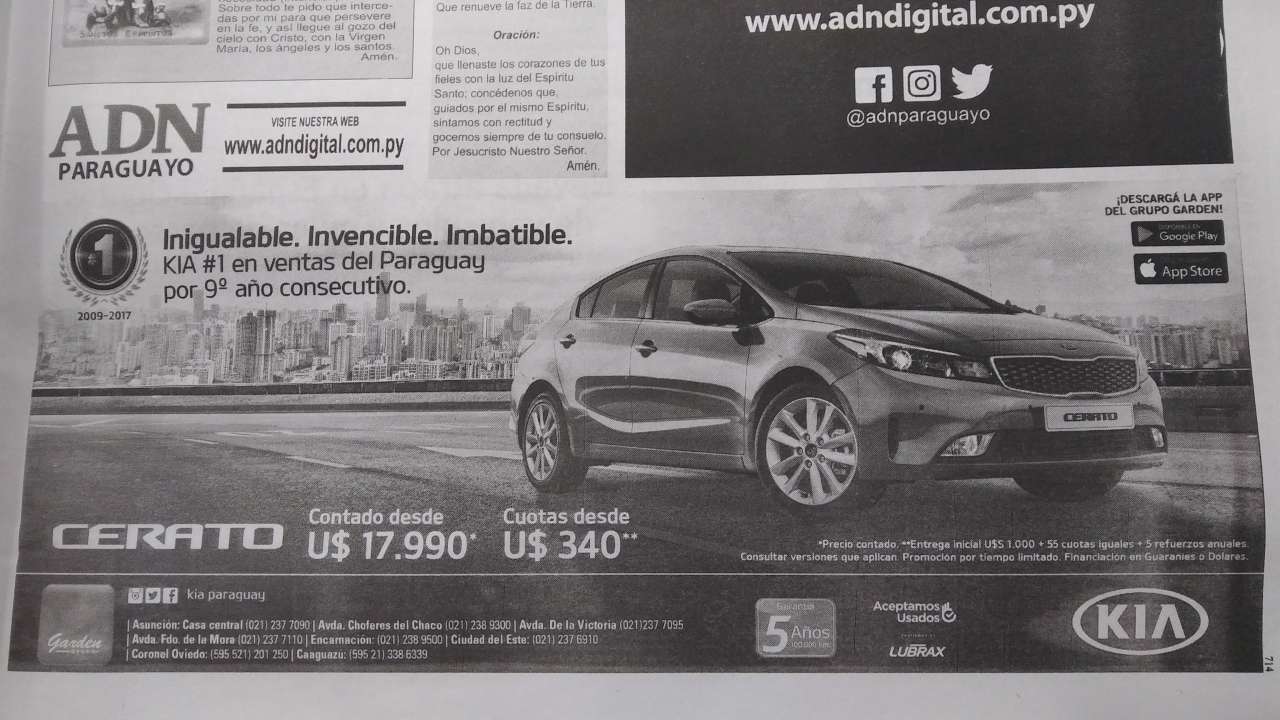 Sobre todo te pido que interce-
das por mi para que persevere
en la fe, y así llegue al gozo del
cielo con Cristo, con la Virgen
María, los ángeles y los santos.
Amén.
Que renueve la faz de la Tierra.
Oración:
Oh Dios,
que llenaste los corazones de tus
fieles con la luz del Espíritu
Santo; concédenos que,
guiados por el mismo Espíritu,
sintamos con rectitud y
gocemos siempre de tu consuelo.
Por Jesucristo Nuestro Señor.
Amén.
www.adndigital.com.py
@adnparaguayo
ADN
PARAGUAYO
VISITE NUESTRA WEB
www.adndigital.com.py
#1
2009-2017
Inigualable. Invencible. Imbatible.
KIA #1 en ventas del Paraguay
por 9º año consecutivo.
¡DESCARGÁ LA APP
DEL GRUPO GARDEN!
DISPONIBLE EN
Google Play
App Store
CERATO
CERATO
Contado desde
U$ 17.990*
Cuotas desde
U$ 340**
*Precio contado. **Entrega inicial U$S 1.000 + 55 cuotas iguales + 5 refuerzos anuales.
Consultar versiones que aplican. Promoción por tiempo limitado. Financiación en Guaraníes o Dólares.
Garden
kia paraguay
| Asunción: Casa central (021) 237 7090 | Avda. Choferes del Chaco (021) 238 9300 | Avda. De la Victoria (021)237 7095
| Avda. Fdo. de la Mora (021) 237 7110 | Encarnación: (021) 238 9500 | Ciudad del Este: (021) 237 6910
| Coronel Oviedo: (595 521) 201 250 | Caaguazú: (595 21) 338 6339
Garantía
5 Años
100.000 km.
Aceptamos
Usados
LUBRAX
KIA
714